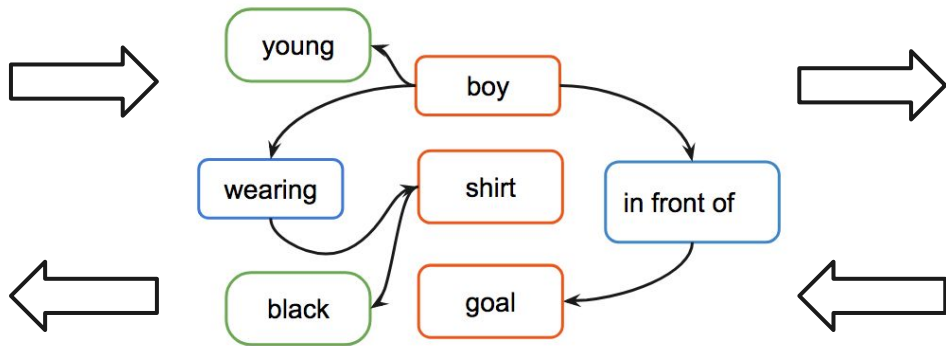 young
boy
wearing
shirt
in front of
black
goal